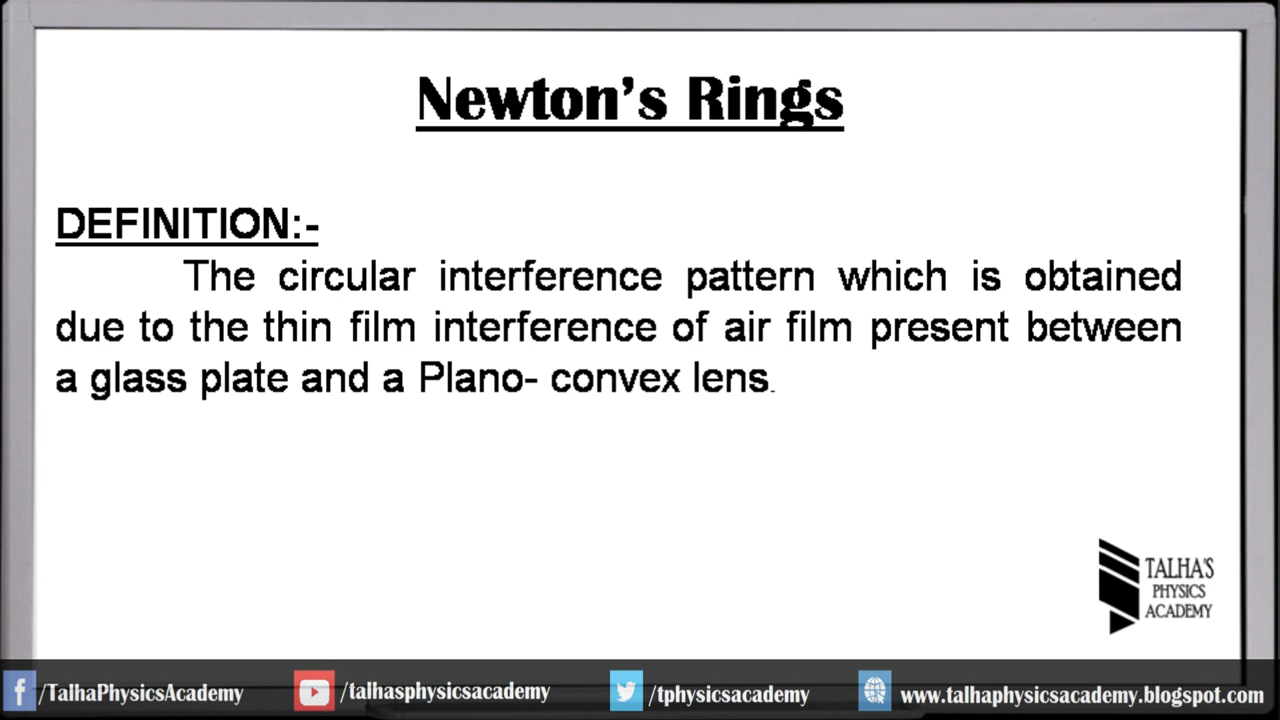 Newton's Rings
DEFINITION:-
The circular interference pattern which is obtained
due to the thin film interference of air film present between
a glass plate and a Plano- convex lens.
TALHA'S
PHYSICS
ACADEMY
/TalhaPhysicsAcademy /talhasphysicsacademy /tphysicsacademy www.talhaphysicsacademy.blogspot.com